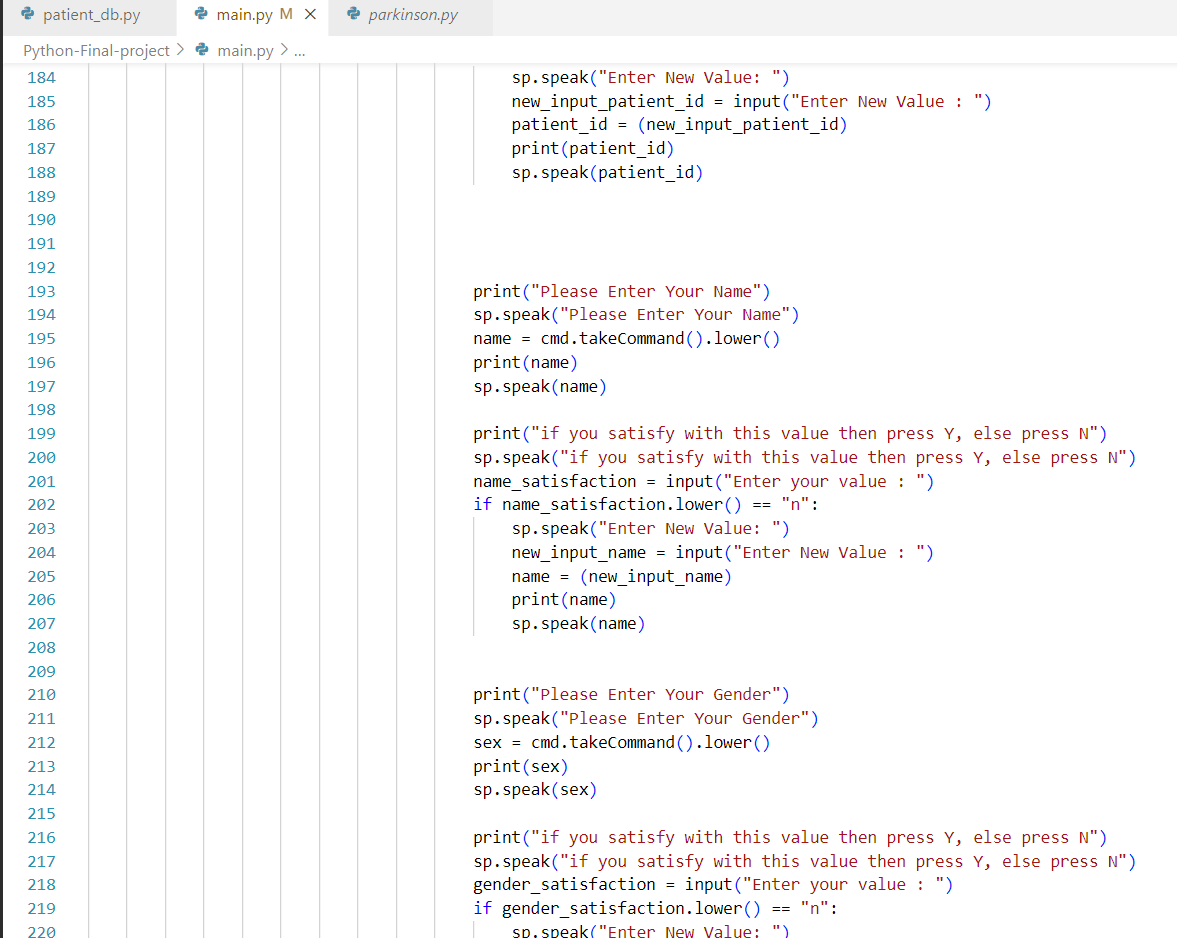 patient_db.py main.py M parkinson.py
Python-Final-project > main.py > ...
184 sp.speak("Enter New Value: ")
185 new_input_patient_id = input("Enter New Value : ")
186 patient_id = (new_input_patient_id)
187 print(patient_id)
188 sp.speak(patient_id)
189
190
191
192
193 print("Please Enter Your Name")
194 sp.speak("Please Enter Your Name")
195 name = cmd.takeCommand().lower()
196 print(name)
197 sp.speak(name)
198
199 print("if you satisfy with this value then press Y, else press N")
200 sp.speak("if you satisfy with this value then press Y, else press N")
201 name_satisfaction = input("Enter your value : ")
202 if name_satisfaction.lower() == "n":
203 sp.speak("Enter New Value: ")
204 new_input_name = input("Enter New Value : ")
205 name = (new_input_name)
206 print(name)
207 sp.speak(name)
208
209
210 print("Please Enter Your Gender")
211 sp.speak("Please Enter Your Gender")
212 sex = cmd.takeCommand().lower()
213 print(sex)
214 sp.speak(sex)
215
216 print("if you satisfy with this value then press Y, else press N")
217 sp.speak("if you satisfy with this value then press Y, else press N")
218 gender_satisfaction = input("Enter your value : ")
219 if gender_satisfaction.lower() == "n":
220 sp.speak("Enter New Value: ")